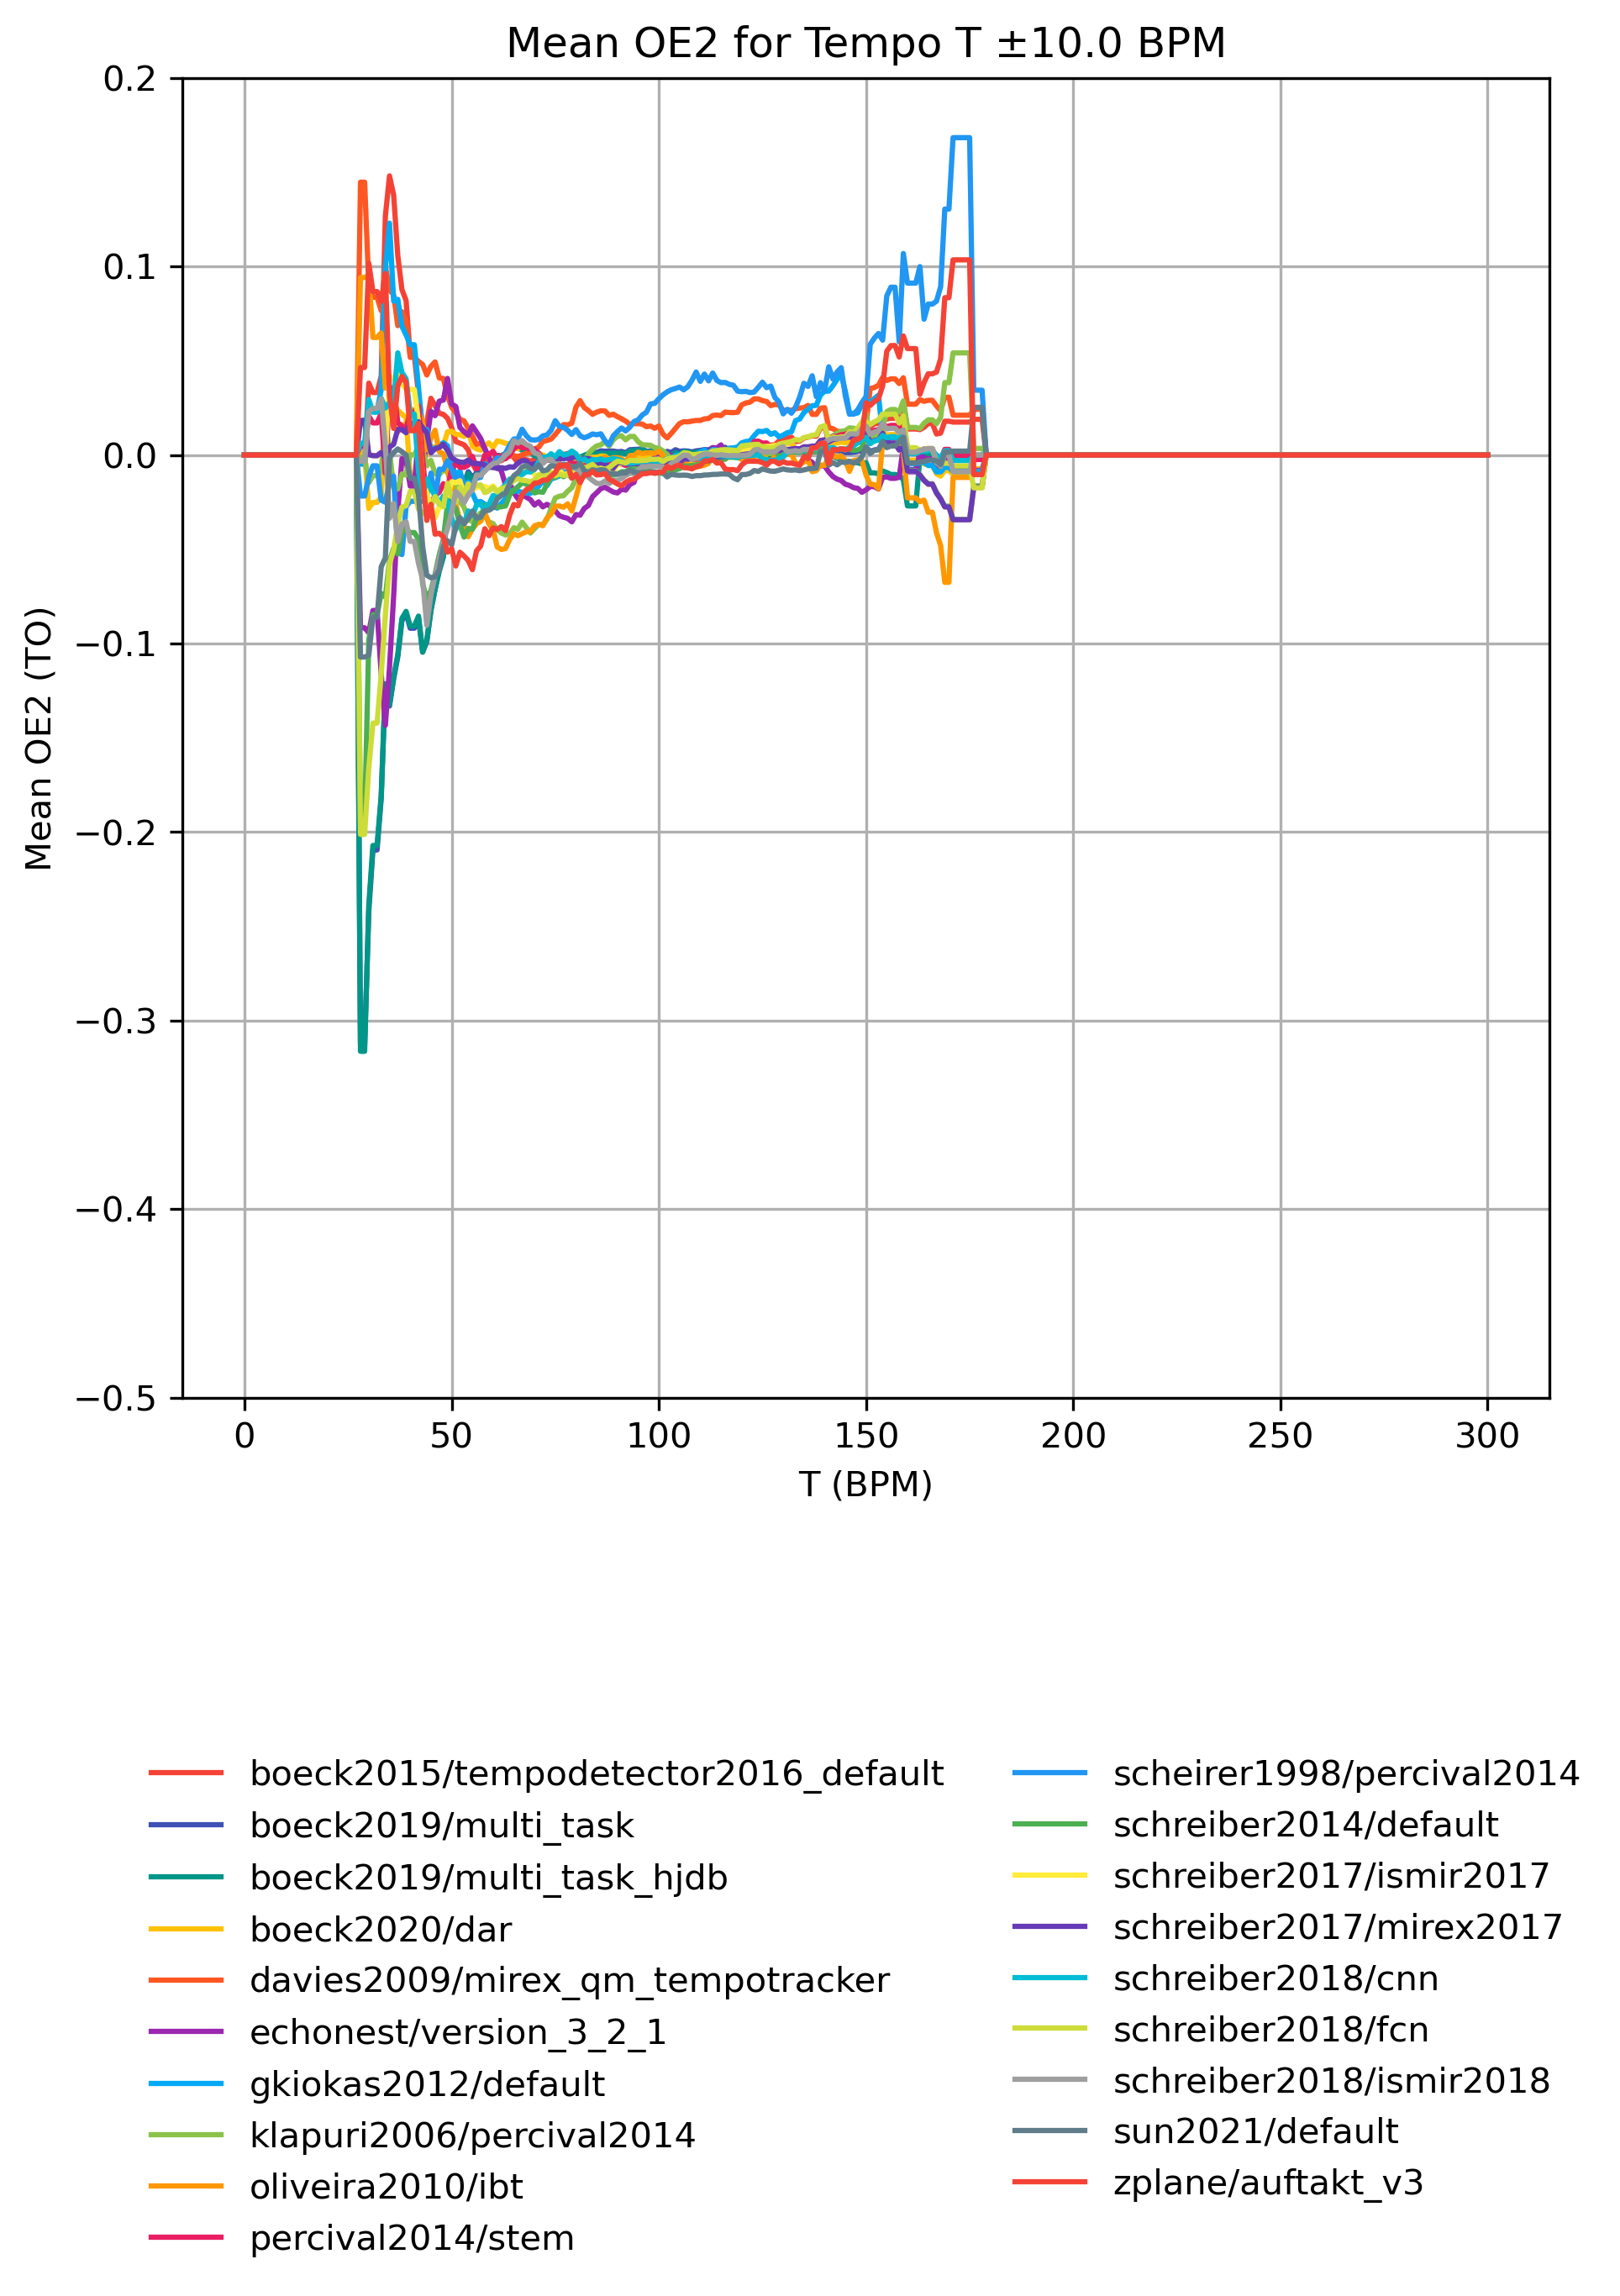 Mean OE2 for Tempo T ±10.0 BPM
0.2
0.1
0.0
−0.1
−0.2
−0.3
−0.4
−0.5
Mean OE2 (TO)
0 50 100 150 200 250 300
T (BPM)
boeck2015/tempodetector2016_default
boeck2019/multi_task
boeck2019/multi_task_hjdb
boeck2020/dar
davies2009/mirex_qm_tempotracker
echonest/version_3_2_1
gkiokas2012/default
klapuri2006/percival2014
oliveira2010/ibt
percival2014/stem
scheirer1998/percival2014
schreiber2014/default
schreiber2017/ismir2017
schreiber2017/mirex2017
schreiber2018/cnn
schreiber2018/fcn
schreiber2018/ismir2018
sun2021/default
zplane/auftakt_v3